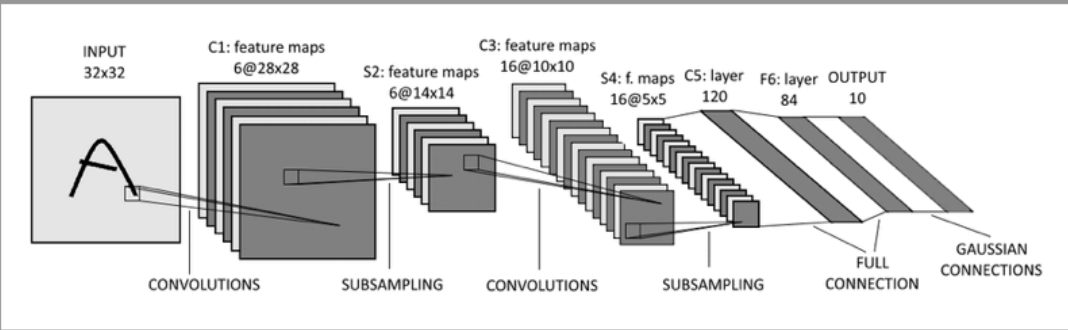 INPUT
32x32
C1: feature maps
6@28x28
S2: feature maps
6@14x14
C3: feature maps
16@10x10
S4: f. maps
16@5x5
C5: layer
120
F6: layer
84
OUTPUT
10
CONVOLUTIONS
SUBSAMPLING
CONVOLUTIONS
SUBSAMPLING
FULL
CONNECTION
GAUSSIAN
CONNECTIONS
A